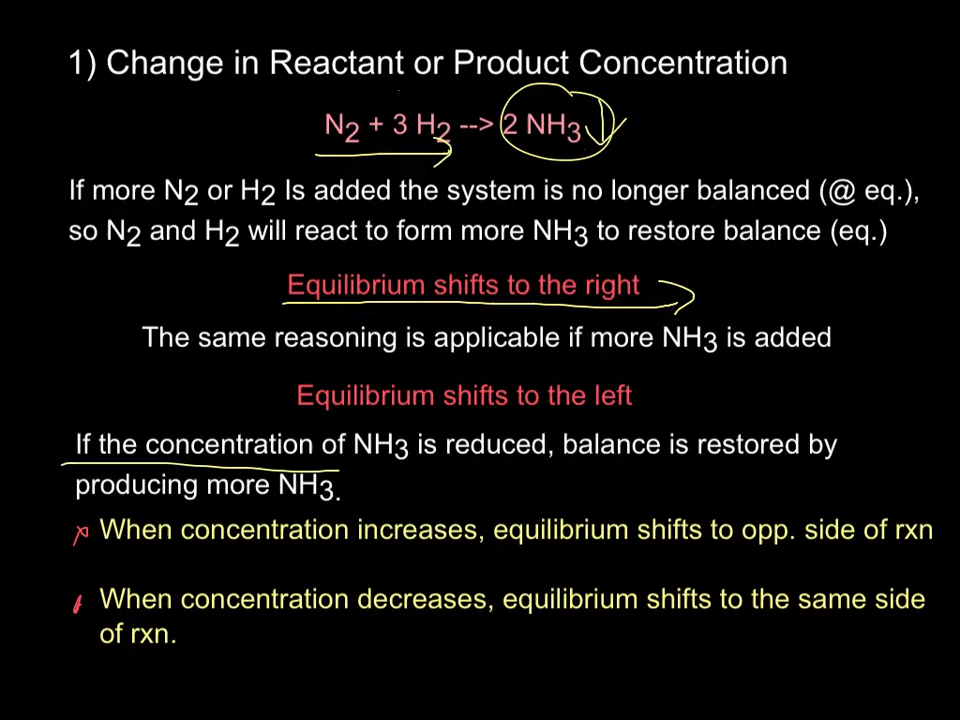 1) Change in Reactant or Product Concentration
N2 + 3 H2 --> 2 NH3
If more N2 or H2 Is added the system is no longer balanced (@ eq.),
so N2 and H2 will react to form more NH3 to restore balance (eq.)
Equilibrium shifts to the right
The same reasoning is applicable if more NH3 is added
Equilibrium shifts to the left
If the concentration of NH3 is reduced, balance is restored by
producing more NH3.
When concentration increases, equilibrium shifts to opp. side of rxn
When concentration decreases, equilibrium shifts to the same side
of rxn.